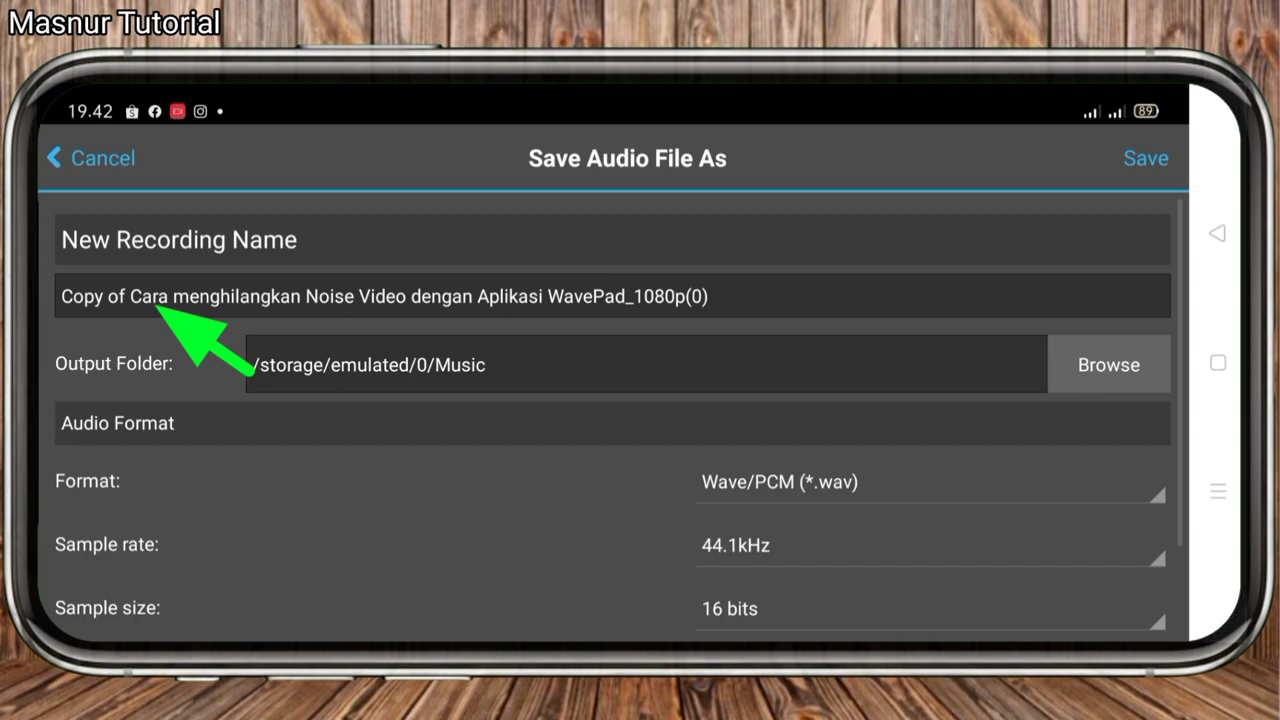 Masnur Tutorial
19.42
89
Cancel
Save Audio File As
Save
New Recording Name
Copy of Cara menghilangkan Noise Video dengan Aplikasi WavePad_1080p(0)
Output Folder:
/storage/emulated/0/Music
Browse
Audio Format
Format:
Wave/PCM (*.wav)
Sample rate:
44.1kHz
Sample size:
16 bits